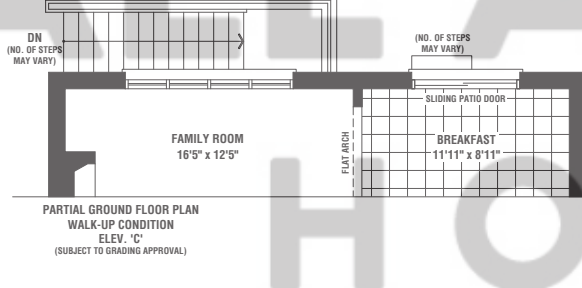 DN
(NO. OF STEPS
MAY VARY)
(NO. OF STEPS
MAY VARY)
SLIDING PATIO DOOR
FAMILY ROOM
16'5" x 12'5"
FLAT ARCH
BREAKFAST
11'11" x 8'11"
PARTIAL GROUND FLOOR PLAN
WALK-UP CONDITION
ELEV. 'C'
(SUBJECT TO GRADING APPROVAL)
HO